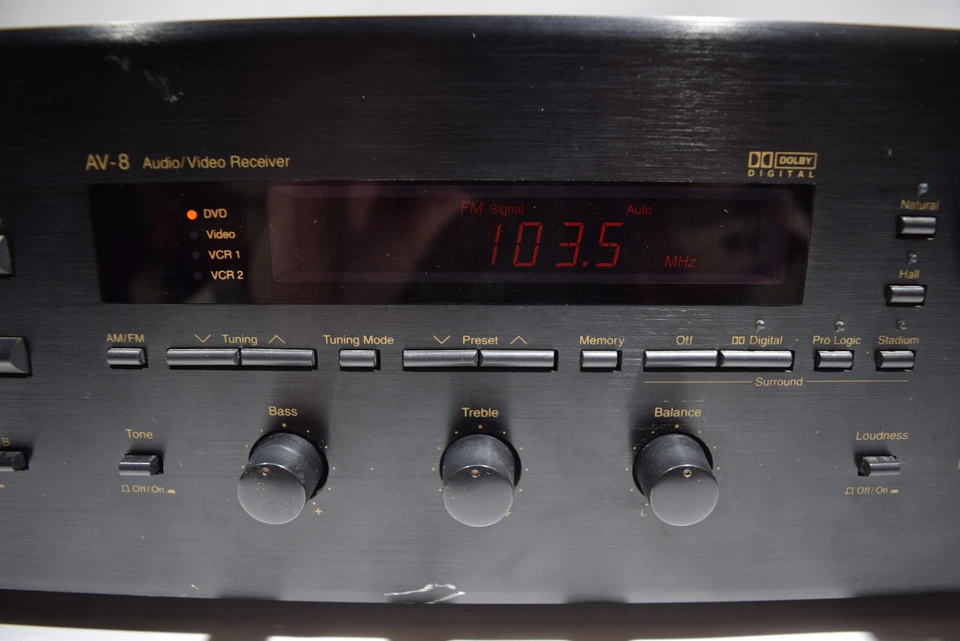 AV-8 Audio/Video Receiver
DOLBY
DIGITAL
DVD
Video
VCR 1
VCR 2
FM Signal Auto
103.5
MHz
Natural
Hall
AM/FM
Tuning
Tuning Mode
Preset
Memory
Off
Digital
Pro Logic
Stadium
Surround
Bass
Treble
Balance
B
Tone
Off/On
+
+
L
Loudness
Off/On